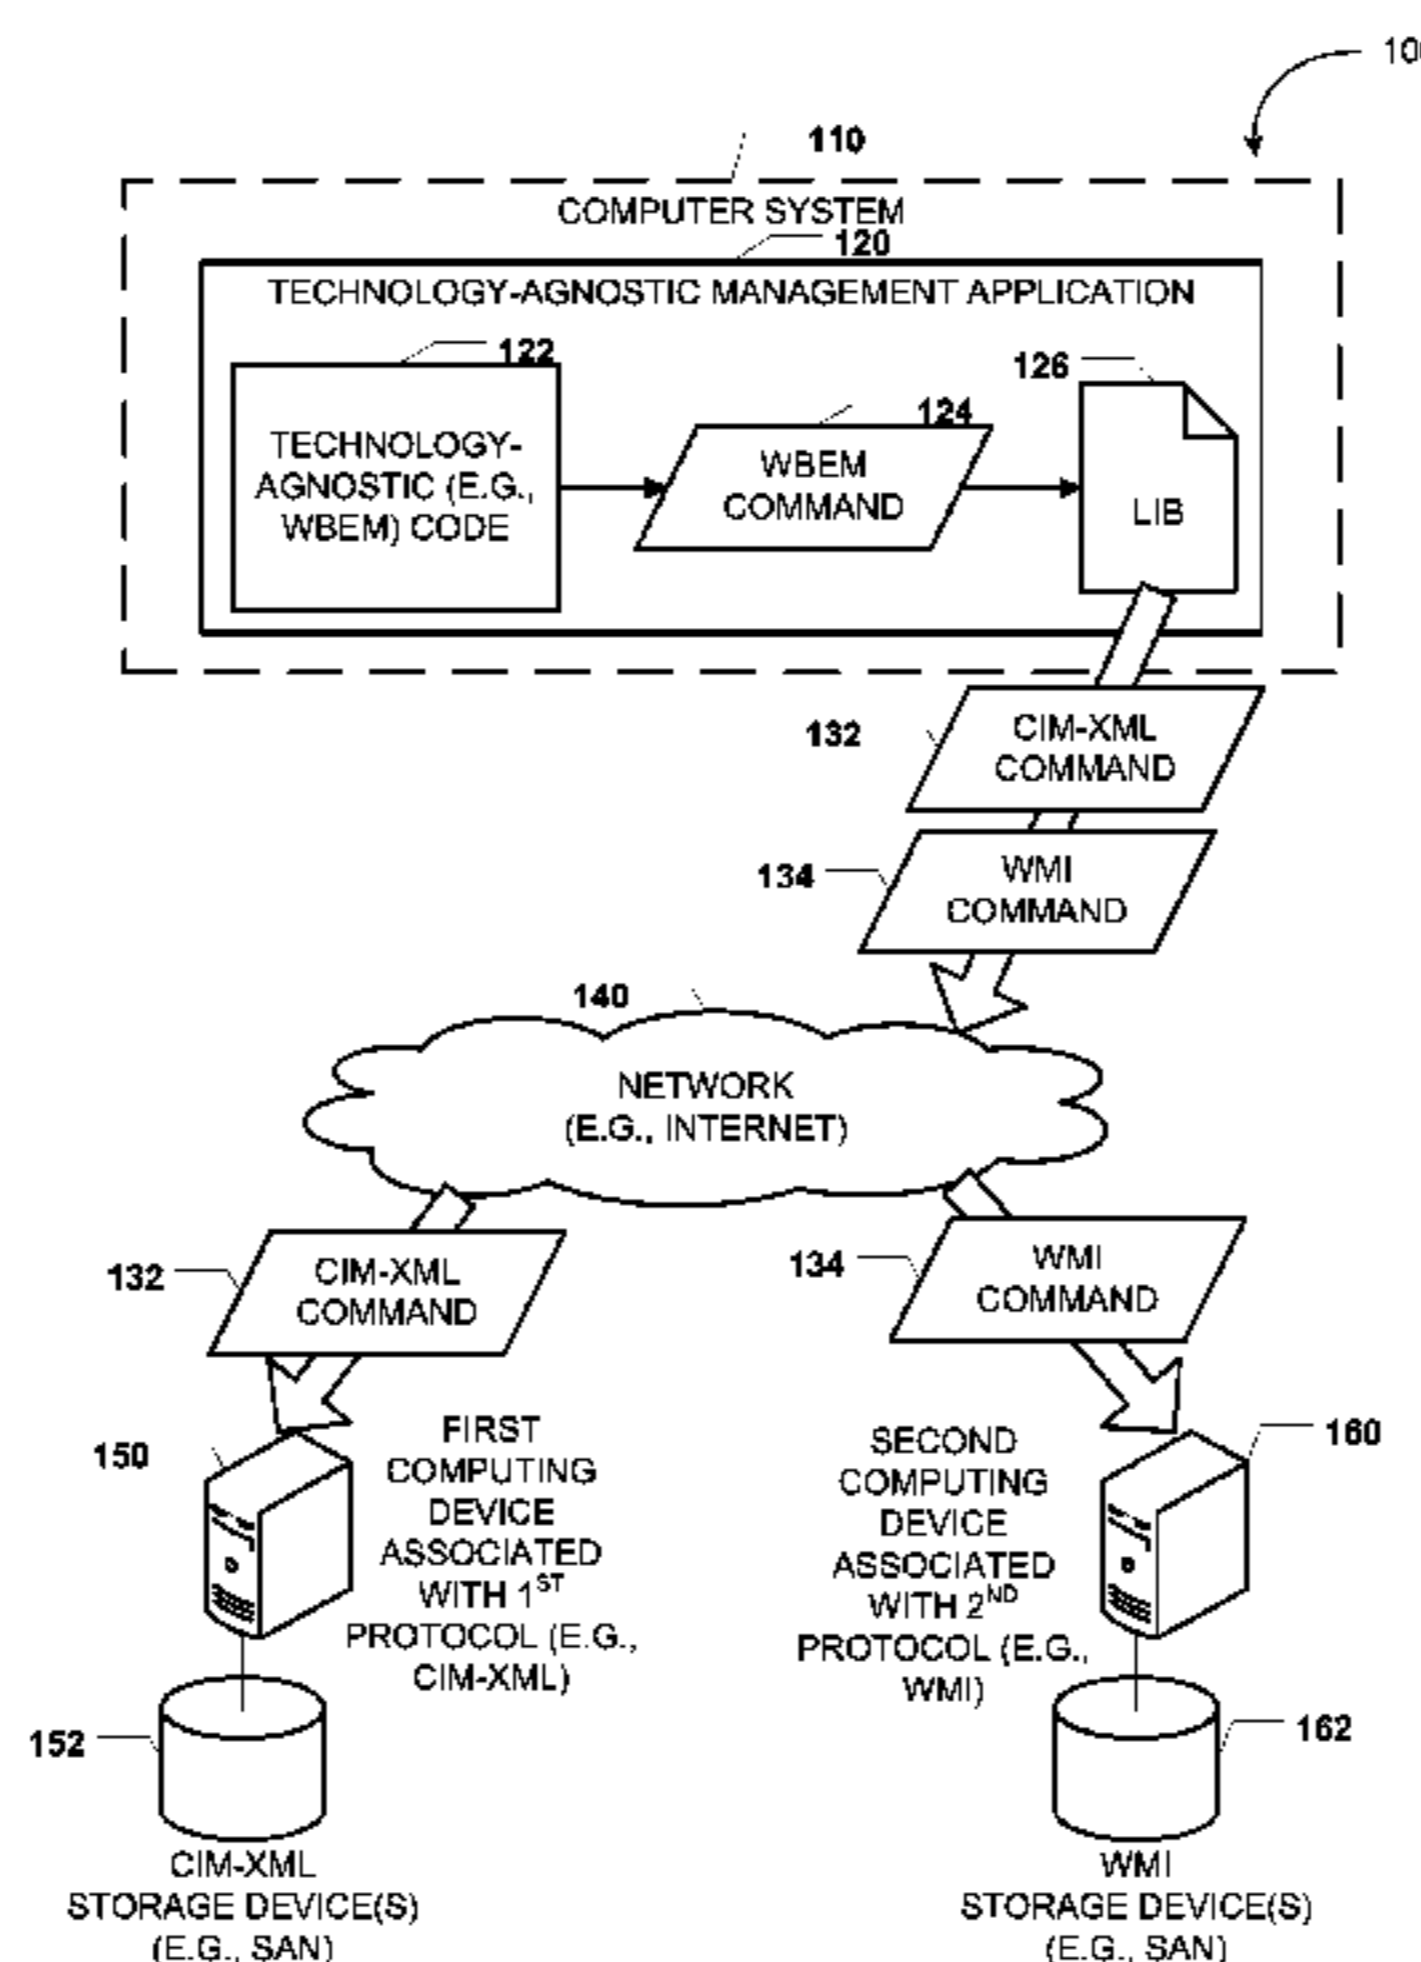 110
COMPUTER SYSTEM
120
TECHNOLOGY-AGNOSTIC MANAGEMENT APPLICATION
122
TECHNOLOGY-
AGNOSTIC (E.G.,
WBEM) CODE
124
WBEM
COMMAND
126
LIB
132
CIM-XML
COMMAND
134
WMI
COMMAND
140
NETWORK
(E.G., INTERNET)
132
CIM-XML
COMMAND
134
WMI
COMMAND
150
FIRST
COMPUTING
DEVICE
ASSOCIATED
WITH 1ST
PROTOCOL (E.G.,
CIM-XML)
SECOND
COMPUTING
DEVICE
ASSOCIATED
WITH 2ND
PROTOCOL (E.G.,
WMI)
160
152
CIM-XML
STORAGE DEVICE(S)
(E.G., SAN)
162
WMI
STORAGE DEVICE(S)
(E.G., SAN)